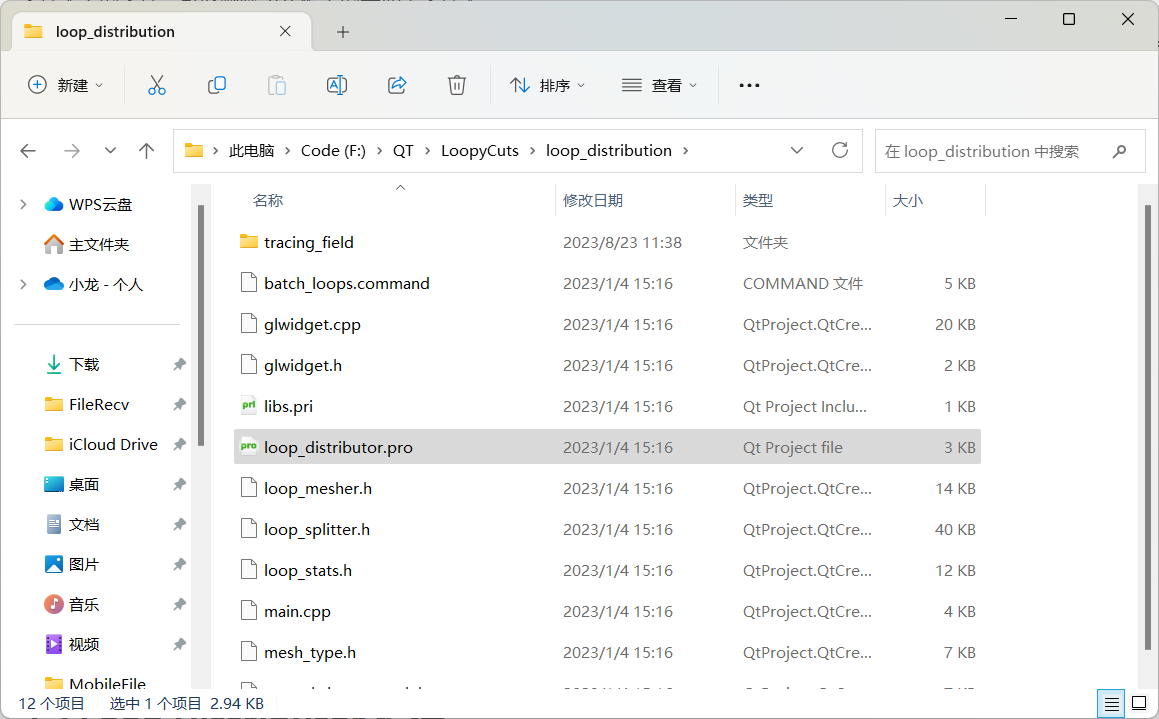 loop_distribution
新建
排序
查看
此电脑 Code (F:) QT LoopyCuts loop_distribution
在 loop_distribution 中搜索
WPS云盘
主文件夹
小龙 - 个人
下载
FileRecv
iCloud Drive
桌面
文档
图片
音乐
视频
MobileFile
名称 修改日期 类型 大小
tracing_field 2023/8/23 11:38 文件夹
batch_loops.command 2023/1/4 15:16 COMMAND 文件 5 KB
glwidget.cpp 2023/1/4 15:16 QtProject.QtCre... 20 KB
glwidget.h 2023/1/4 15:16 QtProject.QtCre... 2 KB
pri libs.pri 2023/1/4 15:16 Qt Project Inclu... 1 KB
pro loop_distributor.pro 2023/1/4 15:16 Qt Project file 3 KB
loop_mesher.h 2023/1/4 15:16 QtProject.QtCre... 14 KB
loop_splitter.h 2023/1/4 15:16 QtProject.QtCre... 40 KB
loop_stats.h 2023/1/4 15:16 QtProject.QtCre... 12 KB
main.cpp 2023/1/4 15:16 QtProject.QtCre... 4 KB
mesh_type.h 2023/1/4 15:16 QtProject.QtCre... 7 KB
12 个项目 选中 1 个项目 2.94 KB